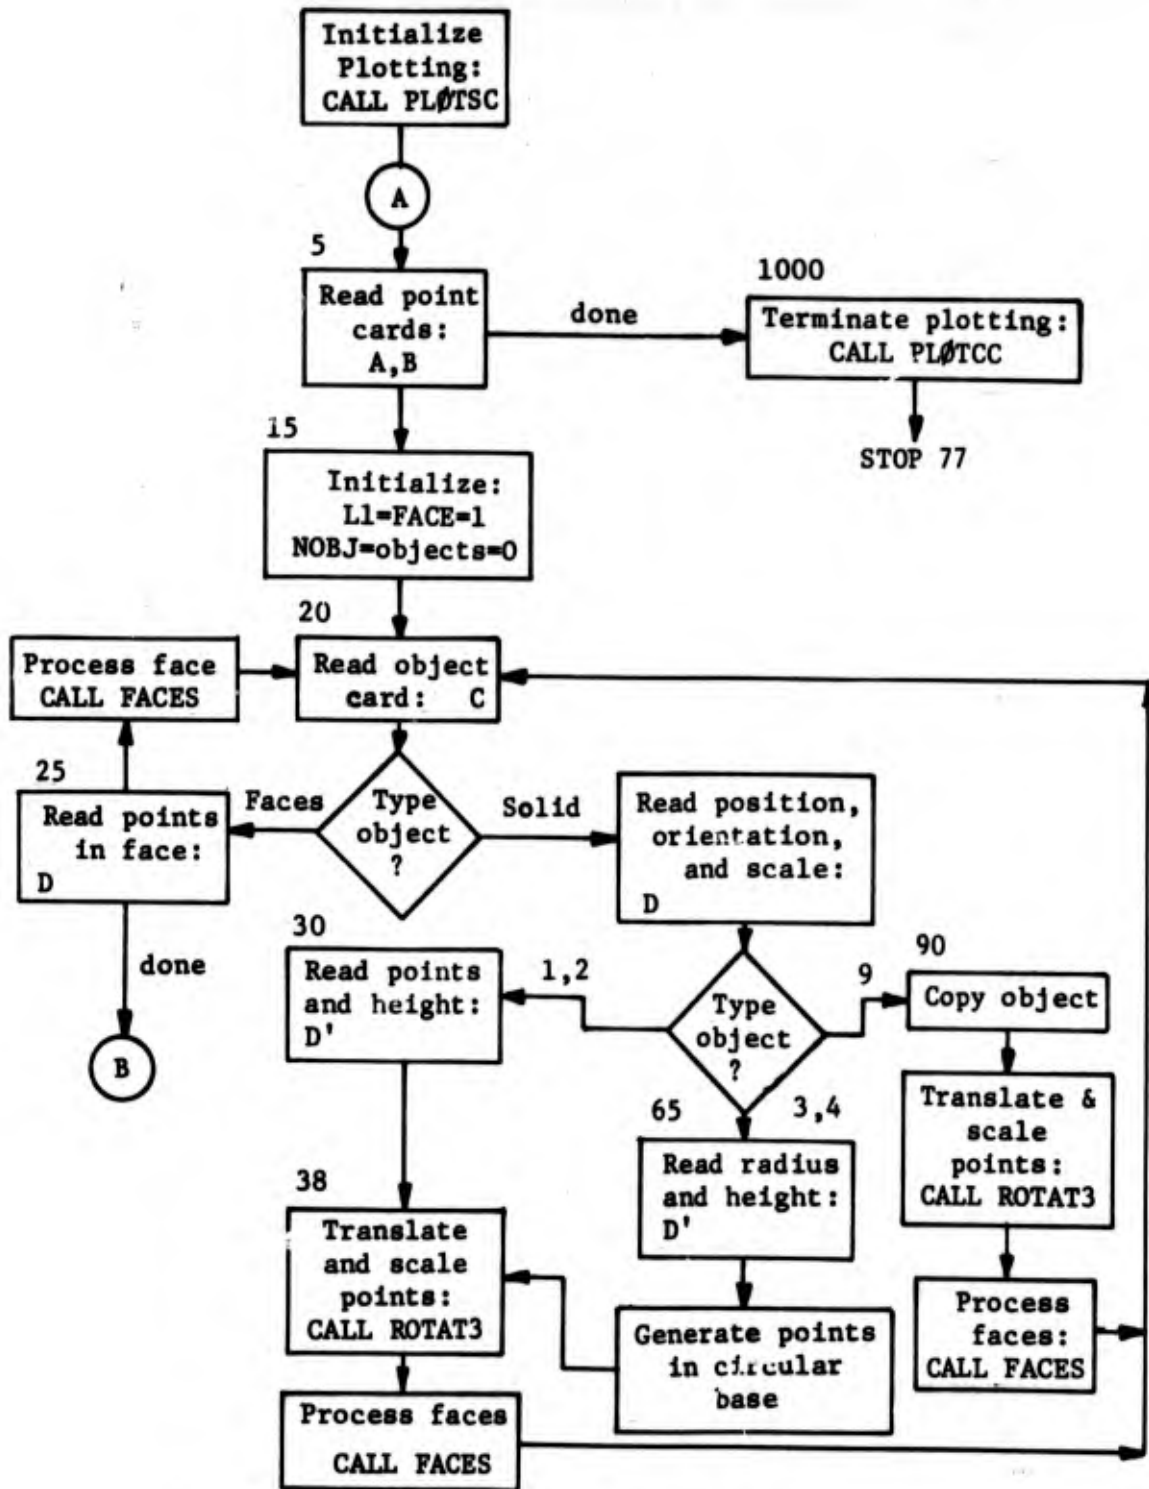 Initialize
Plotting:
CALL PLØTSC
A
5
Read point
cards:
A,B
done
1000
Terminate plotting:
CALL PLØTCC
STOP 77
15
Initialize:
L1=FACE=1
NOBJ=objects=0
20
Read object
card: C
Process face
CALL FACES
25
Read points
in face:
D
Faces
Type
object
?
Solid
Read position,
orientation,
and scale:
D
done
B
30
Read points
and height:
D'
1,2
Type
object
?
9
90
Copy object
3,4
65
Read radius
and height:
D'
Translate &
scale
points:
CALL ROTAT3
38
Translate
and scale
points:
CALL ROTAT3
Generate points
in circular
base
Process
faces:
CALL FACES
Process faces
CALL FACES